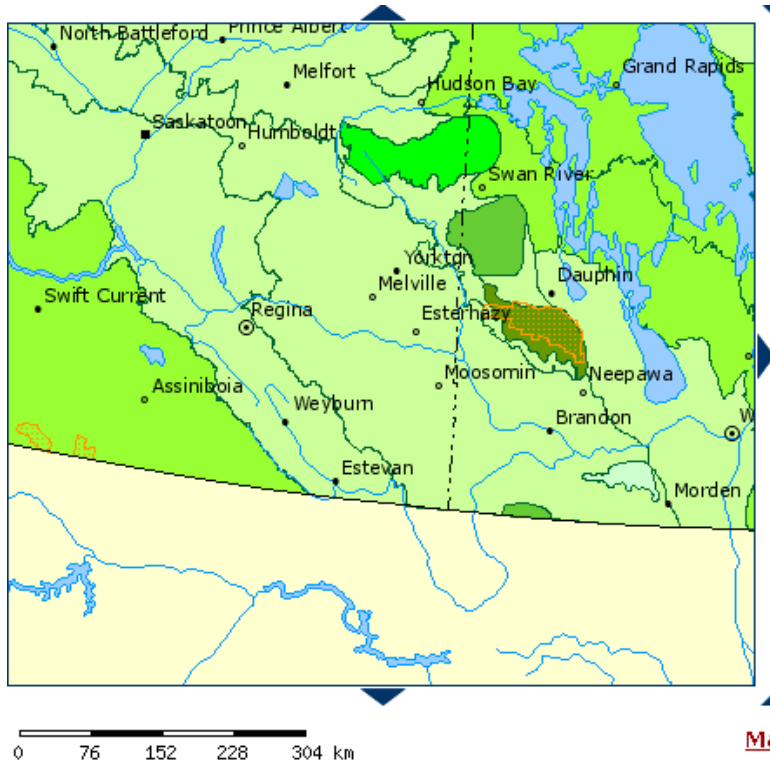 North Battleford
Prince Albert
Melfort
Grand Rapids
Hudson Bay
Saskatoon
Humboldt
Swan River
Yorkton
Dauphin
Melville
Swift Current
Regina
Esterhazy
Moosomin
Neepawa
Assiniboia
Weyburn
Brandon
W
Estevan
Morden
0 76 152 228 304 km
Ma